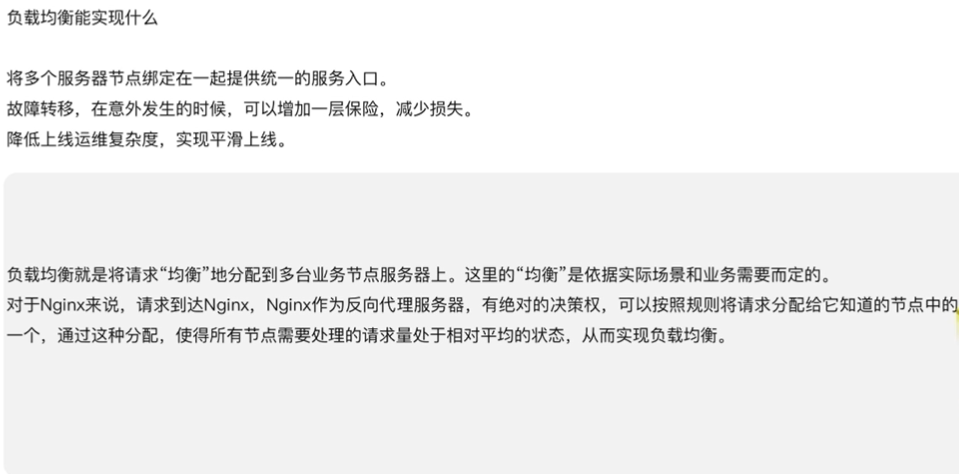 负载均衡能实现什么
将多个服务器节点绑定在一起提供统一的服务入口。
故障转移，在意外发生的时候，可以增加一层保险，减少损失。
降低上线运维复杂度，实现平滑上线。
负载均衡就是将请求“均衡”地分配到多台业务节点服务器上。这里的“均衡”是依据实际场景和业务需要而定的。
对于Nginx来说，请求到达Nginx，Nginx作为反向代理服务器，有绝对的决策权，可以按照规则将请求分配给它知道的节点中的
一个，通过这种分配，使得所有节点需要处理的请求量处于相对平均的状态，从而实现负载均衡。